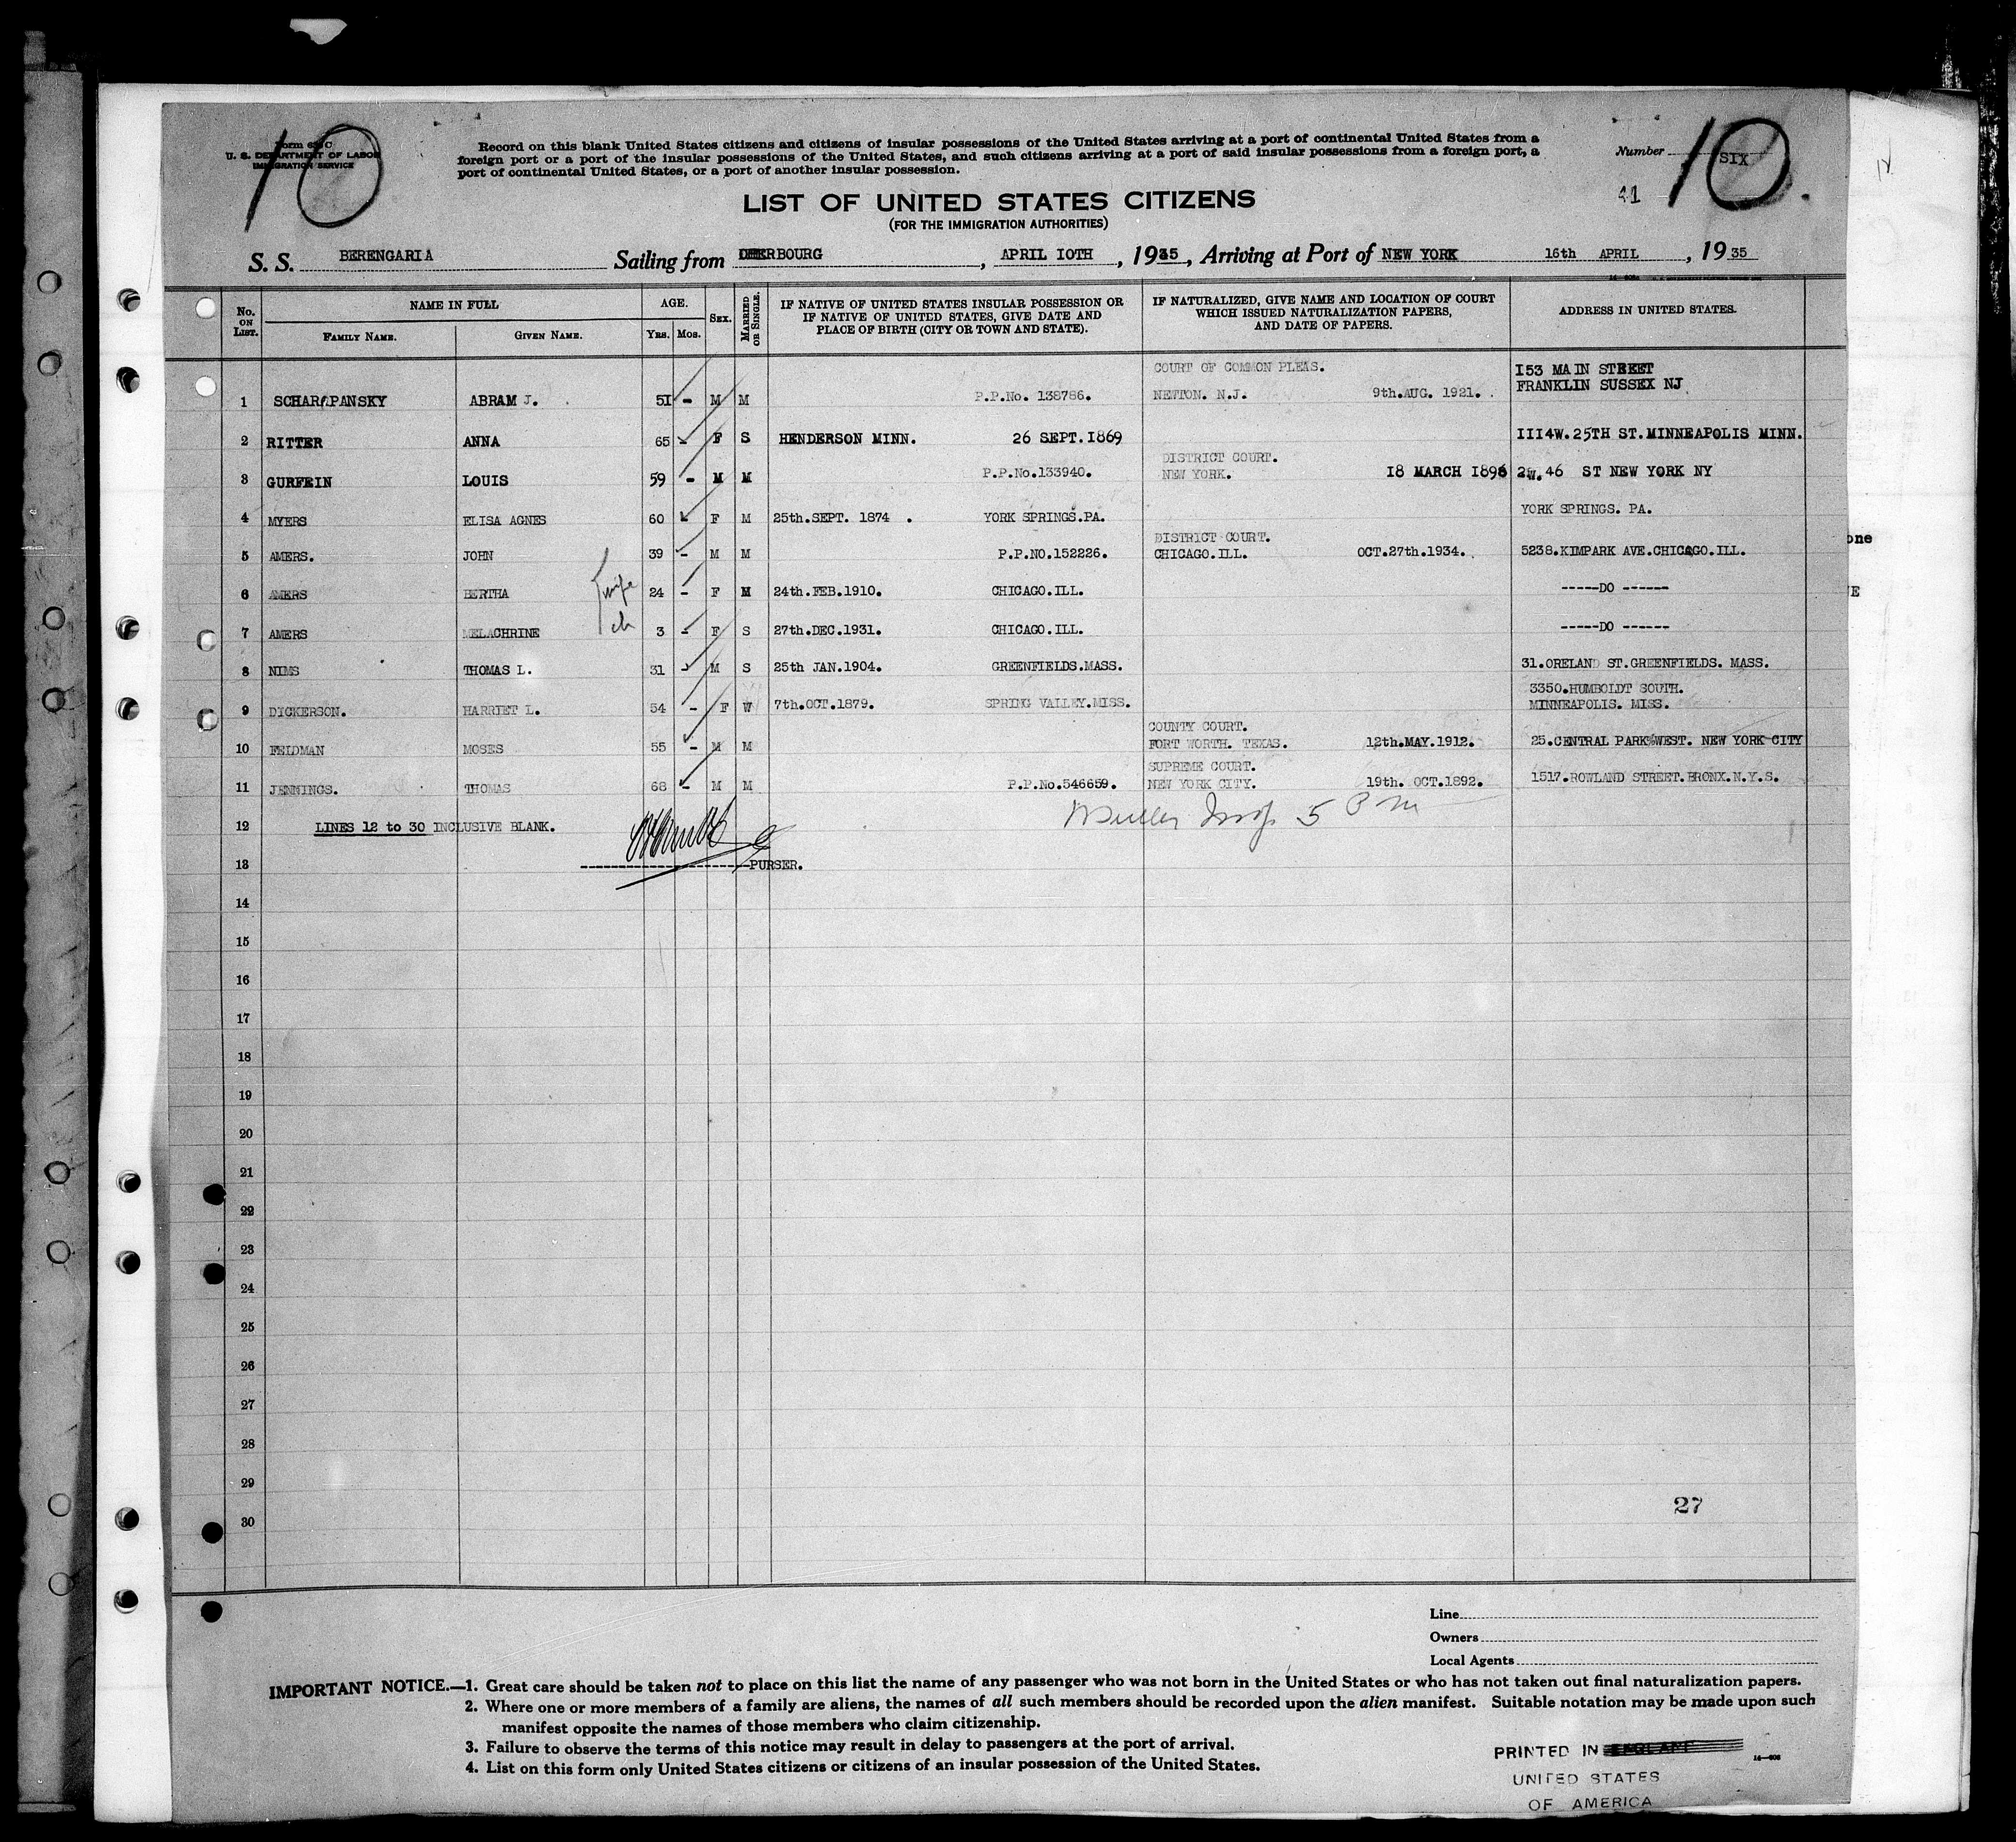 10
Form 630 C
U. S. DEPARTMENT OF LABOR
IMMIGRATION SERVICE
Record on this blank United States citizens and citizens of insular possessions of the United States arriving at a port of continental United States from a
foreign port or a port of the insular possessions of the United States, and such citizens arriving at a port of said insular possessions from a foreign port, a
port of continental United States, or a port of another insular possession.
Number SIX
10.
LIST OF UNITED STATES CITIZENS
(FOR THE IMMIGRATION AUTHORITIES)
S. S. BERENGARIA Sailing from CHERBOURG, APRIL IOTH, 1935, Arriving at Port of NEW YORK 16th APRIL, 1935
No. ON LIST. NAME IN FULL FAMILY NAME. GIVEN NAME. AGE. Yrs. Mos. SEX. MARRIED OR SINGLE. IF NATIVE OF UNITED STATES INSULAR POSSESSION OR IF NATIVE OF UNITED STATES, GIVE DATE AND PLACE OF BIRTH (CITY OR TOWN AND STATE). IF NATURALIZED, GIVE NAME AND LOCATION OF COURT WHICH ISSUED NATURALIZATION PAPERS, AND DATE OF PAPERS. ADDRESS IN UNITED STATES.
COURT OF COMMON PLEAS. I53 MAIN STREET
FRANKLIN SUSSEX NJ
1 SCHARAPANSKY ABRAM J. 5I - M M P.P.No. 138786. NEWTON. N.J. 9th.AUG. 1921.
2 RITTER ANNA 65 - F S HENDERSON MINN. 26 SEPT.I869 III4W.25TH ST.MINNEAPOLIS MINN.
DISTRICT COURT.
3 GURFEIN LOUIS 59 - M M P.P.No.133940. NEW YORK. I8 MARCH I898 2W.46 ST NEW YORK NY
4 MYERS ELISA AGNES 60 - F M 25th.SEPT. 1874 . YORK SPRINGS.PA. YORK SPRINGS. PA.
DISTRICT COURT.
5 AMERS. JOHN 39 - M M P.P.NO.152226. CHICAGO.ILL. OCT.27th.1934. 5238.KIMPARK AVE.CHICAGO.ILL.
6 AMERS BERTHA wife 24 - F M 24th.FEB.1910. CHICAGO.ILL. -----DO ------
7 AMERS MELACHRINE ch 3 - F S 27th.DEC.1931. CHICAGO.ILL. -----DO ------
8 NIMS THOMAS L. 31 - M S 25th JAN.1904. GREENFIELDS.MASS. 31.ORELAND ST.GREENFIELDS. MASS.
3350.HUMBOLDT SOUTH.
9 DICKERSON. HARRIET L. 54 - F W 7th.OCT.1879. SPRING VALLEY.MISS. MINNEAPOLIS. MISS.
COUNTY COURT.
10 FELDMAN MOSES 55 - M M FORT WORTH. TEXAS. 12th.MAY.1912. 25.CENTRAL PARK WEST. NEW YORK CITY
SUPREME COURT.
11 JENNINGS. THOMAS 68 - M M P.P.No.546659. NEW YORK CITY. 19th. OCT.1892. 1517.ROWLAND STREET.BRONX.N.Y.S.
5 P m
12 LINES 12 to 30 INCLUSIVE BLANK.
13 PURSER.
14
15
16
17
18
19
20
21
22
23
24
25
26
27
28
29
27
30
Line
Owners
Local Agents
IMPORTANT NOTICE.—1. Great care should be taken not to place on this list the name of any passenger who was not born in the United States or who has not taken out final naturalization papers.
2. Where one or more members of a family are aliens, the names of all such members should be recorded upon the alien manifest. Suitable notation may be made upon such
manifest opposite the names of those members who claim citizenship.
3. Failure to observe the terms of this notice may result in delay to passengers at the port of arrival.
4. List on this form only United States citizens or citizens of an insular possession of the United States.
PRINTED IN
UNITED STATES
OF AMERICA